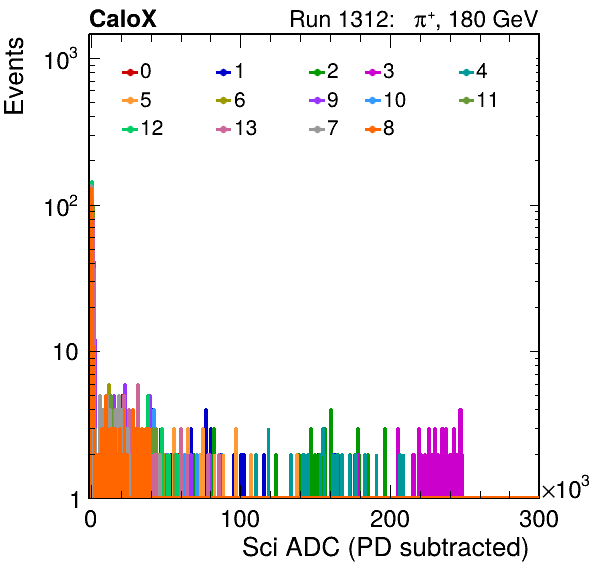 CaloX Run 1312: π⁺, 180 GeV
Events
10³
10²
10
1
0 1 2 3 4
5 6 9 10 11
12 13 7 8
0 100 200 300
×10³
Sci ADC (PD subtracted)